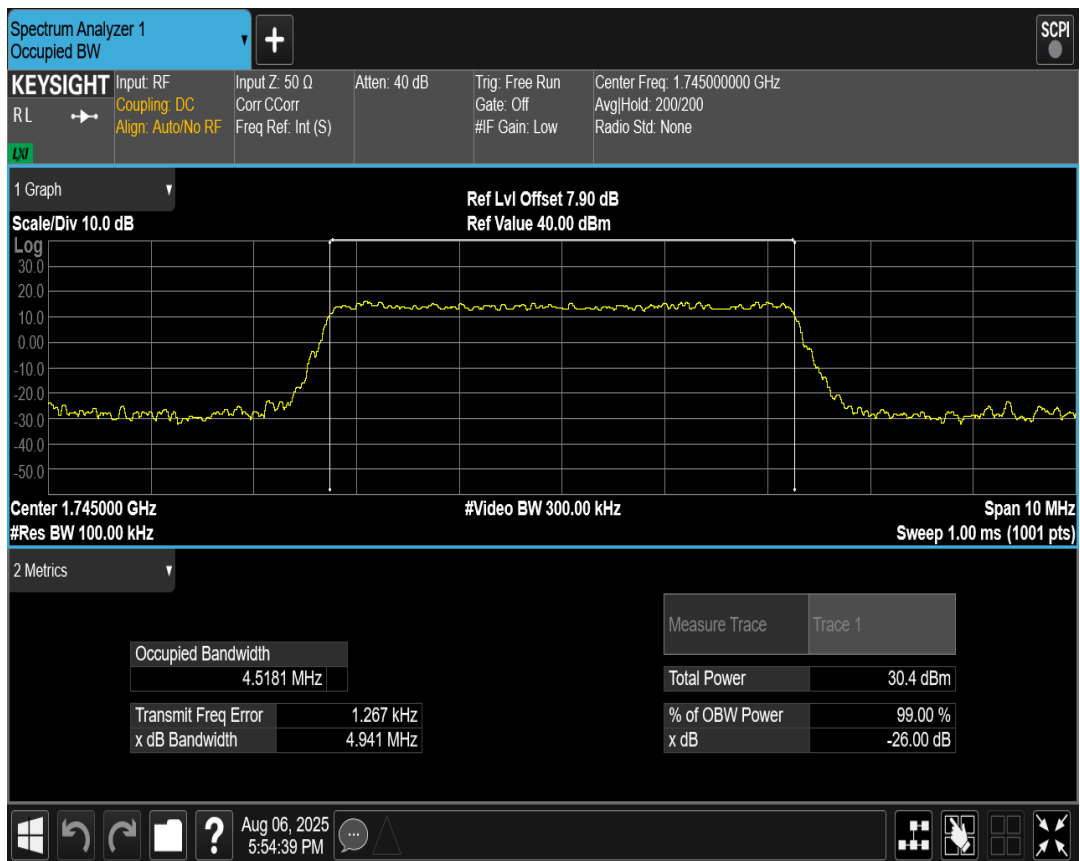 Spectrum Analyzer 1
Occupied BW
+
SCPI
KEYSIGHT
RL
LXI
Input: RF
Coupling: DC
Align: Auto/No RF
Input Z: 50 Ω
Corr CCorr
Freq Ref: Int (S)
Atten: 40 dB
Trig: Free Run
Gate: Off
#IF Gain: Low
Center Freq: 1.745000000 GHz
Avg|Hold: 200/200
Radio Std: None
1 Graph
Scale/Div 10.0 dB
Ref Lvl Offset 7.90 dB
Ref Value 40.00 dBm
Log
30.0
20.0
10.0
0.00
-10.0
-20.0
-30.0
-40.0
-50.0
Center 1.745000 GHz
#Video BW 300.00 kHz
Span 10 MHz
#Res BW 100.00 kHz
Sweep 1.00 ms (1001 pts)
2 Metrics
Measure Trace Trace 1
Occupied Bandwidth
4.5181 MHz
Total Power 30.4 dBm
Transmit Freq Error 1.267 kHz
% of OBW Power 99.00 %
x dB Bandwidth 4.941 MHz
x dB -26.00 dB
?
Aug 06, 2025
5:54:39 PM